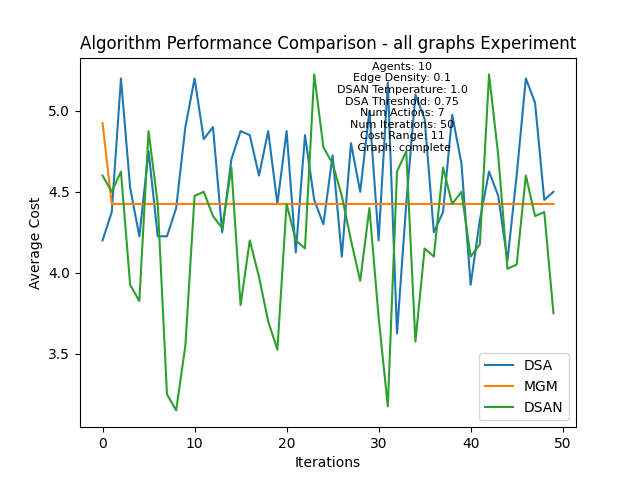 Algorithm Performance Comparison - all graphs Experiment
Agents: 10
Edge Density: 0.1
DSAN Temperature: 1.0
DSA Threshold: 0.75
Num Actions: 7
Num Iterations: 50
Cost Range: 11
Graph: complete
Average Cost
5.0
4.5
4.0
3.5
DSA
MGM
DSAN
0 10 20 30 40 50
Iterations